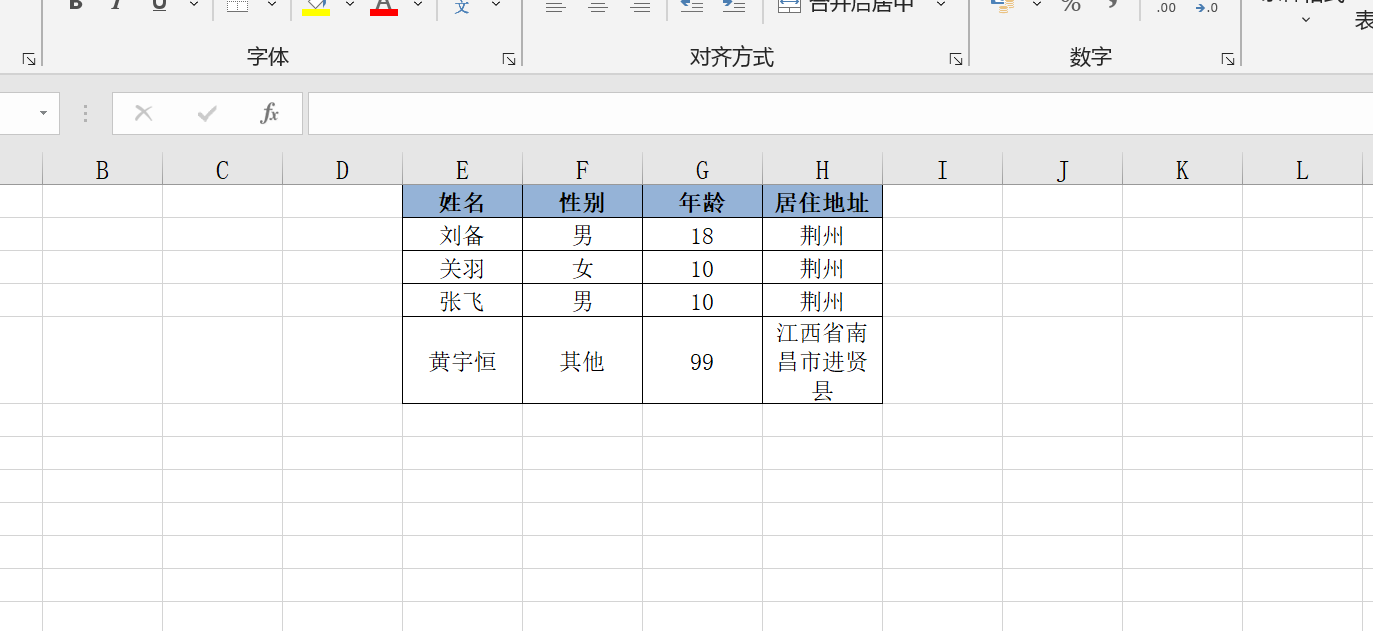 B I U 文 合并后居中 % .00 .0
字体 对齐方式 数字 表
fx
B C D E F G H I J K L
姓名 性别 年龄 居住地址
刘备 男 18 荆州
关羽 女 10 荆州
张飞 男 10 荆州
黄宇恒 其他 99 江西省南
昌市进贤
县